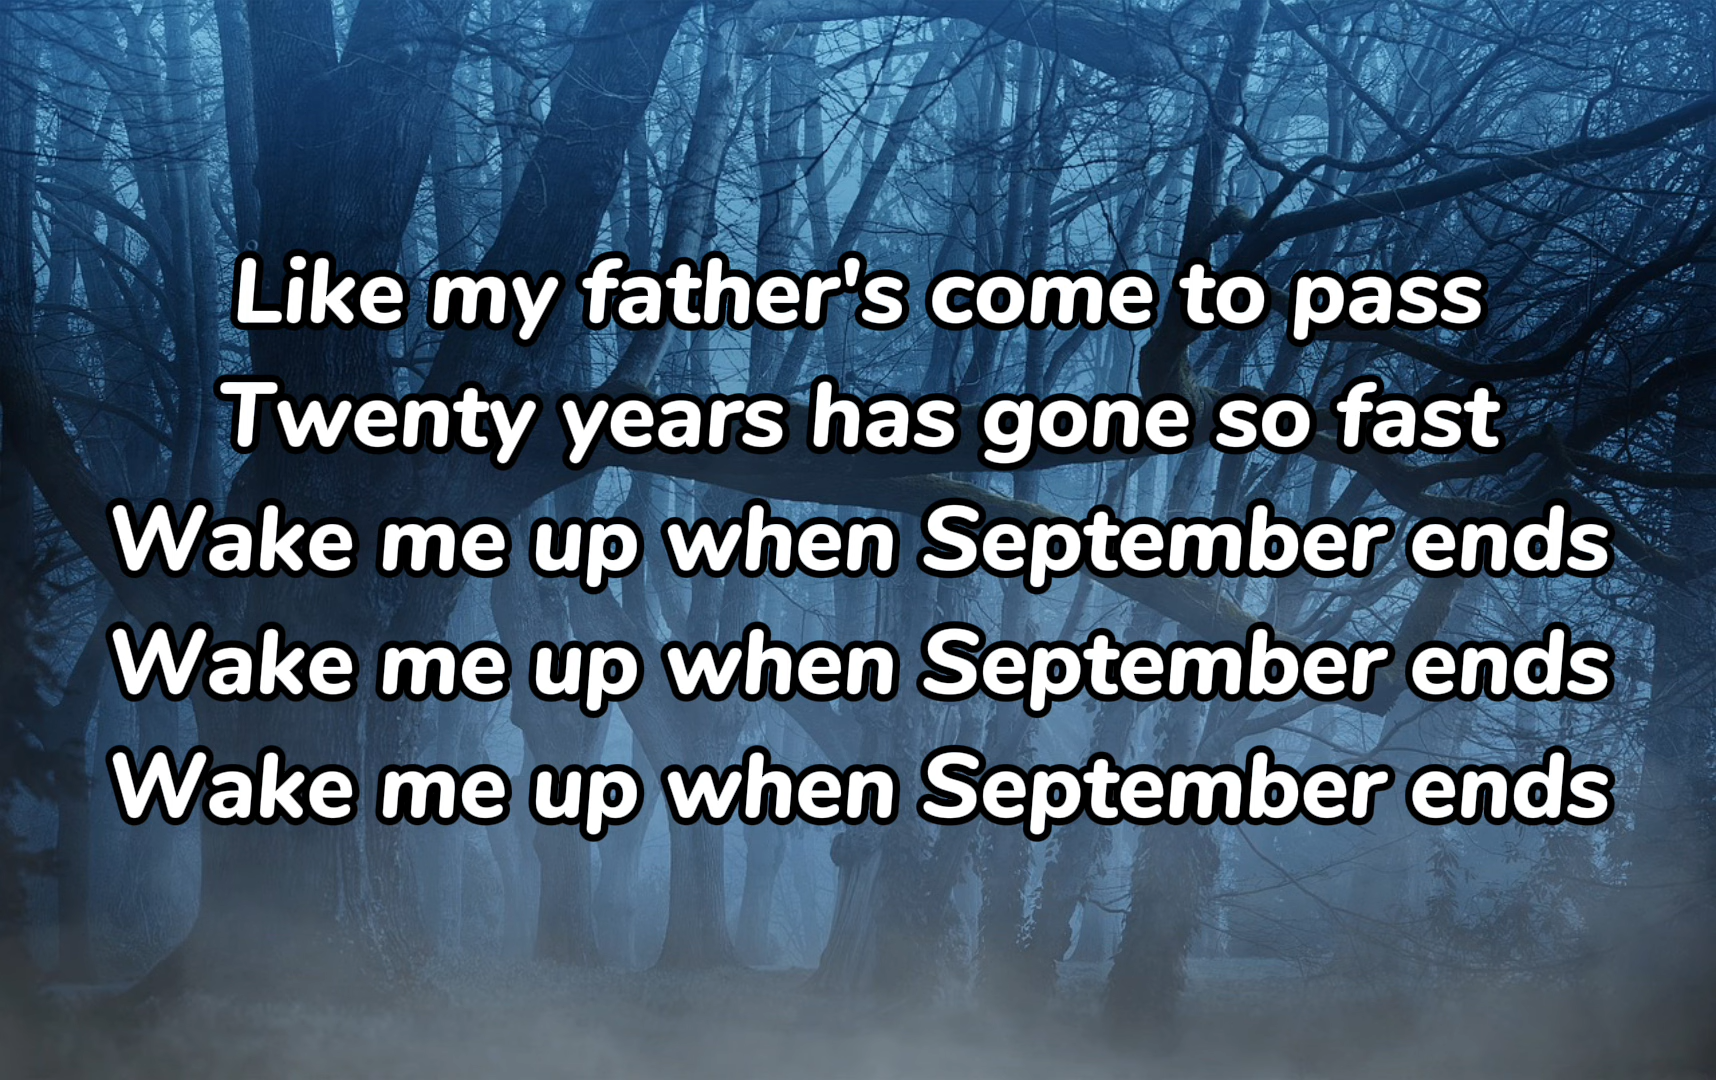 Like my father's come to pass
Twenty years has gone so fast
Wake me up when September ends
Wake me up when September ends
Wake me up when September ends